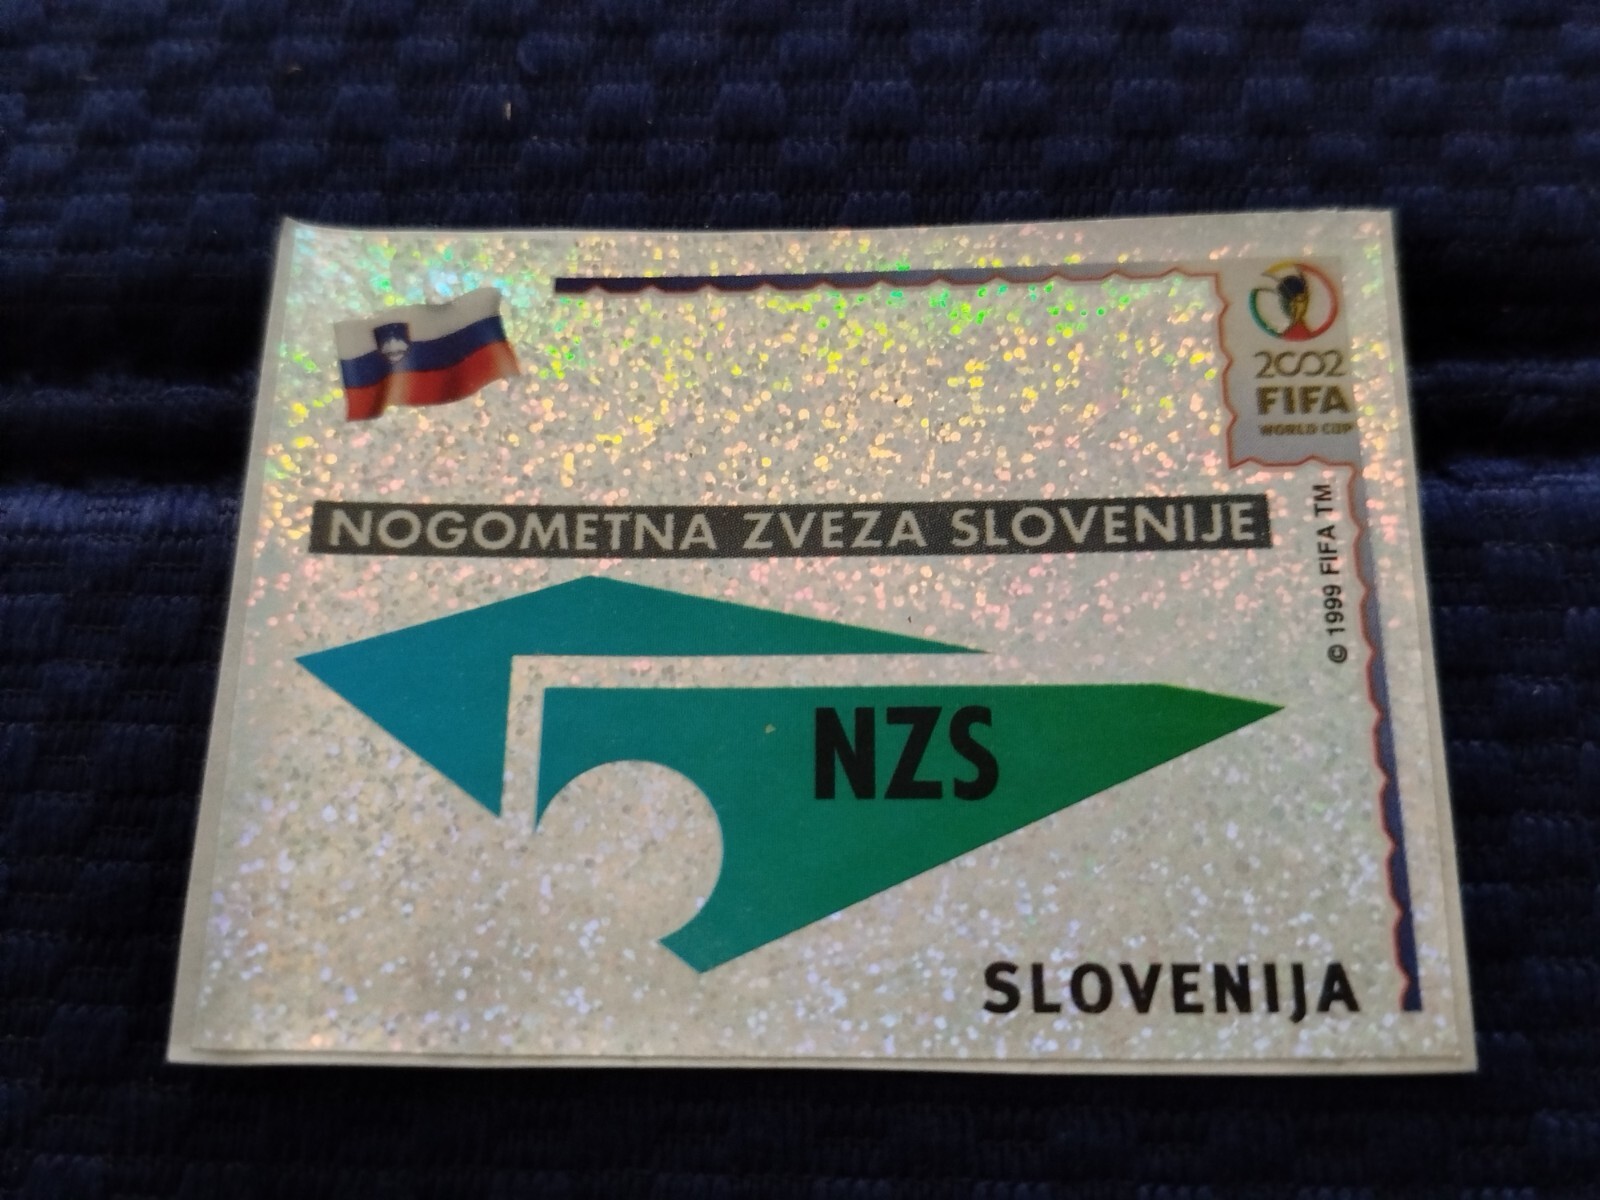 2002
FIFA
WORLD CUP
NOGOMETNA ZVEZA SLOVENIJE
© 1999 FIFA TM
NZS
SLOVENIJA